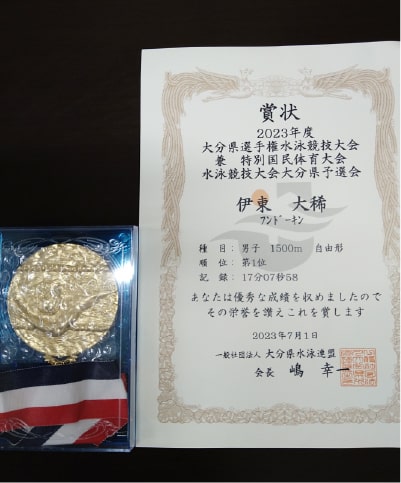 賞状
2023年度
大分県選手権水泳競技大会
兼 特別国民体育大会
水泳競技大会大分県予選会
伊東 大稀
フンドーキン
種目：男子 1500m 自由形
順位：第1位
記録：17分07秒58
あなたは優秀な成績を収めましたので
その栄誉を讃えこれを賞します
2023年7月1日
一般社団法人 大分県水泳連盟
会長 嶋 幸一